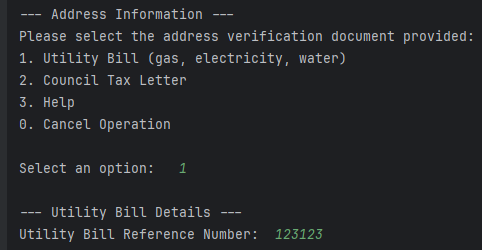 --- Address Information ---
Please select the address verification document provided:
1. Utility Bill (gas, electricity, water)
2. Council Tax Letter
3. Help
0. Cancel Operation
Select an option: 1
--- Utility Bill Details ---
Utility Bill Reference Number: 123123